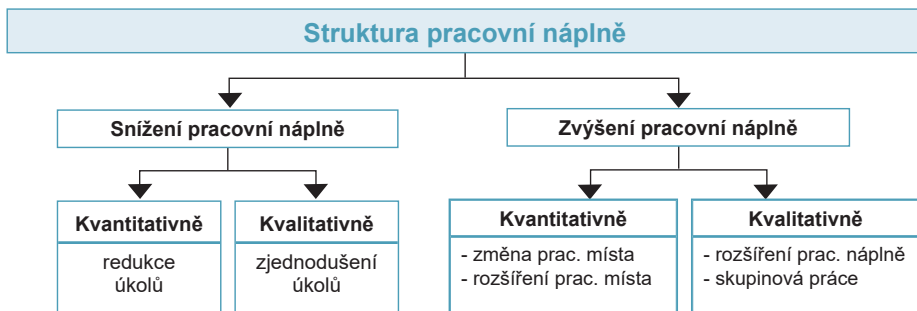 Struktura pracovní náplně
Snížení pracovní náplně
Zvýšení pracovní náplně
Kvantitativně
redukce
úkolů
Kvalitativně
zjednodušení
úkolů
Kvantitativně
- změna prac. místa
- rozšíření prac. místa
Kvalitativně
- rozšíření prac. náplně
- skupinová práce